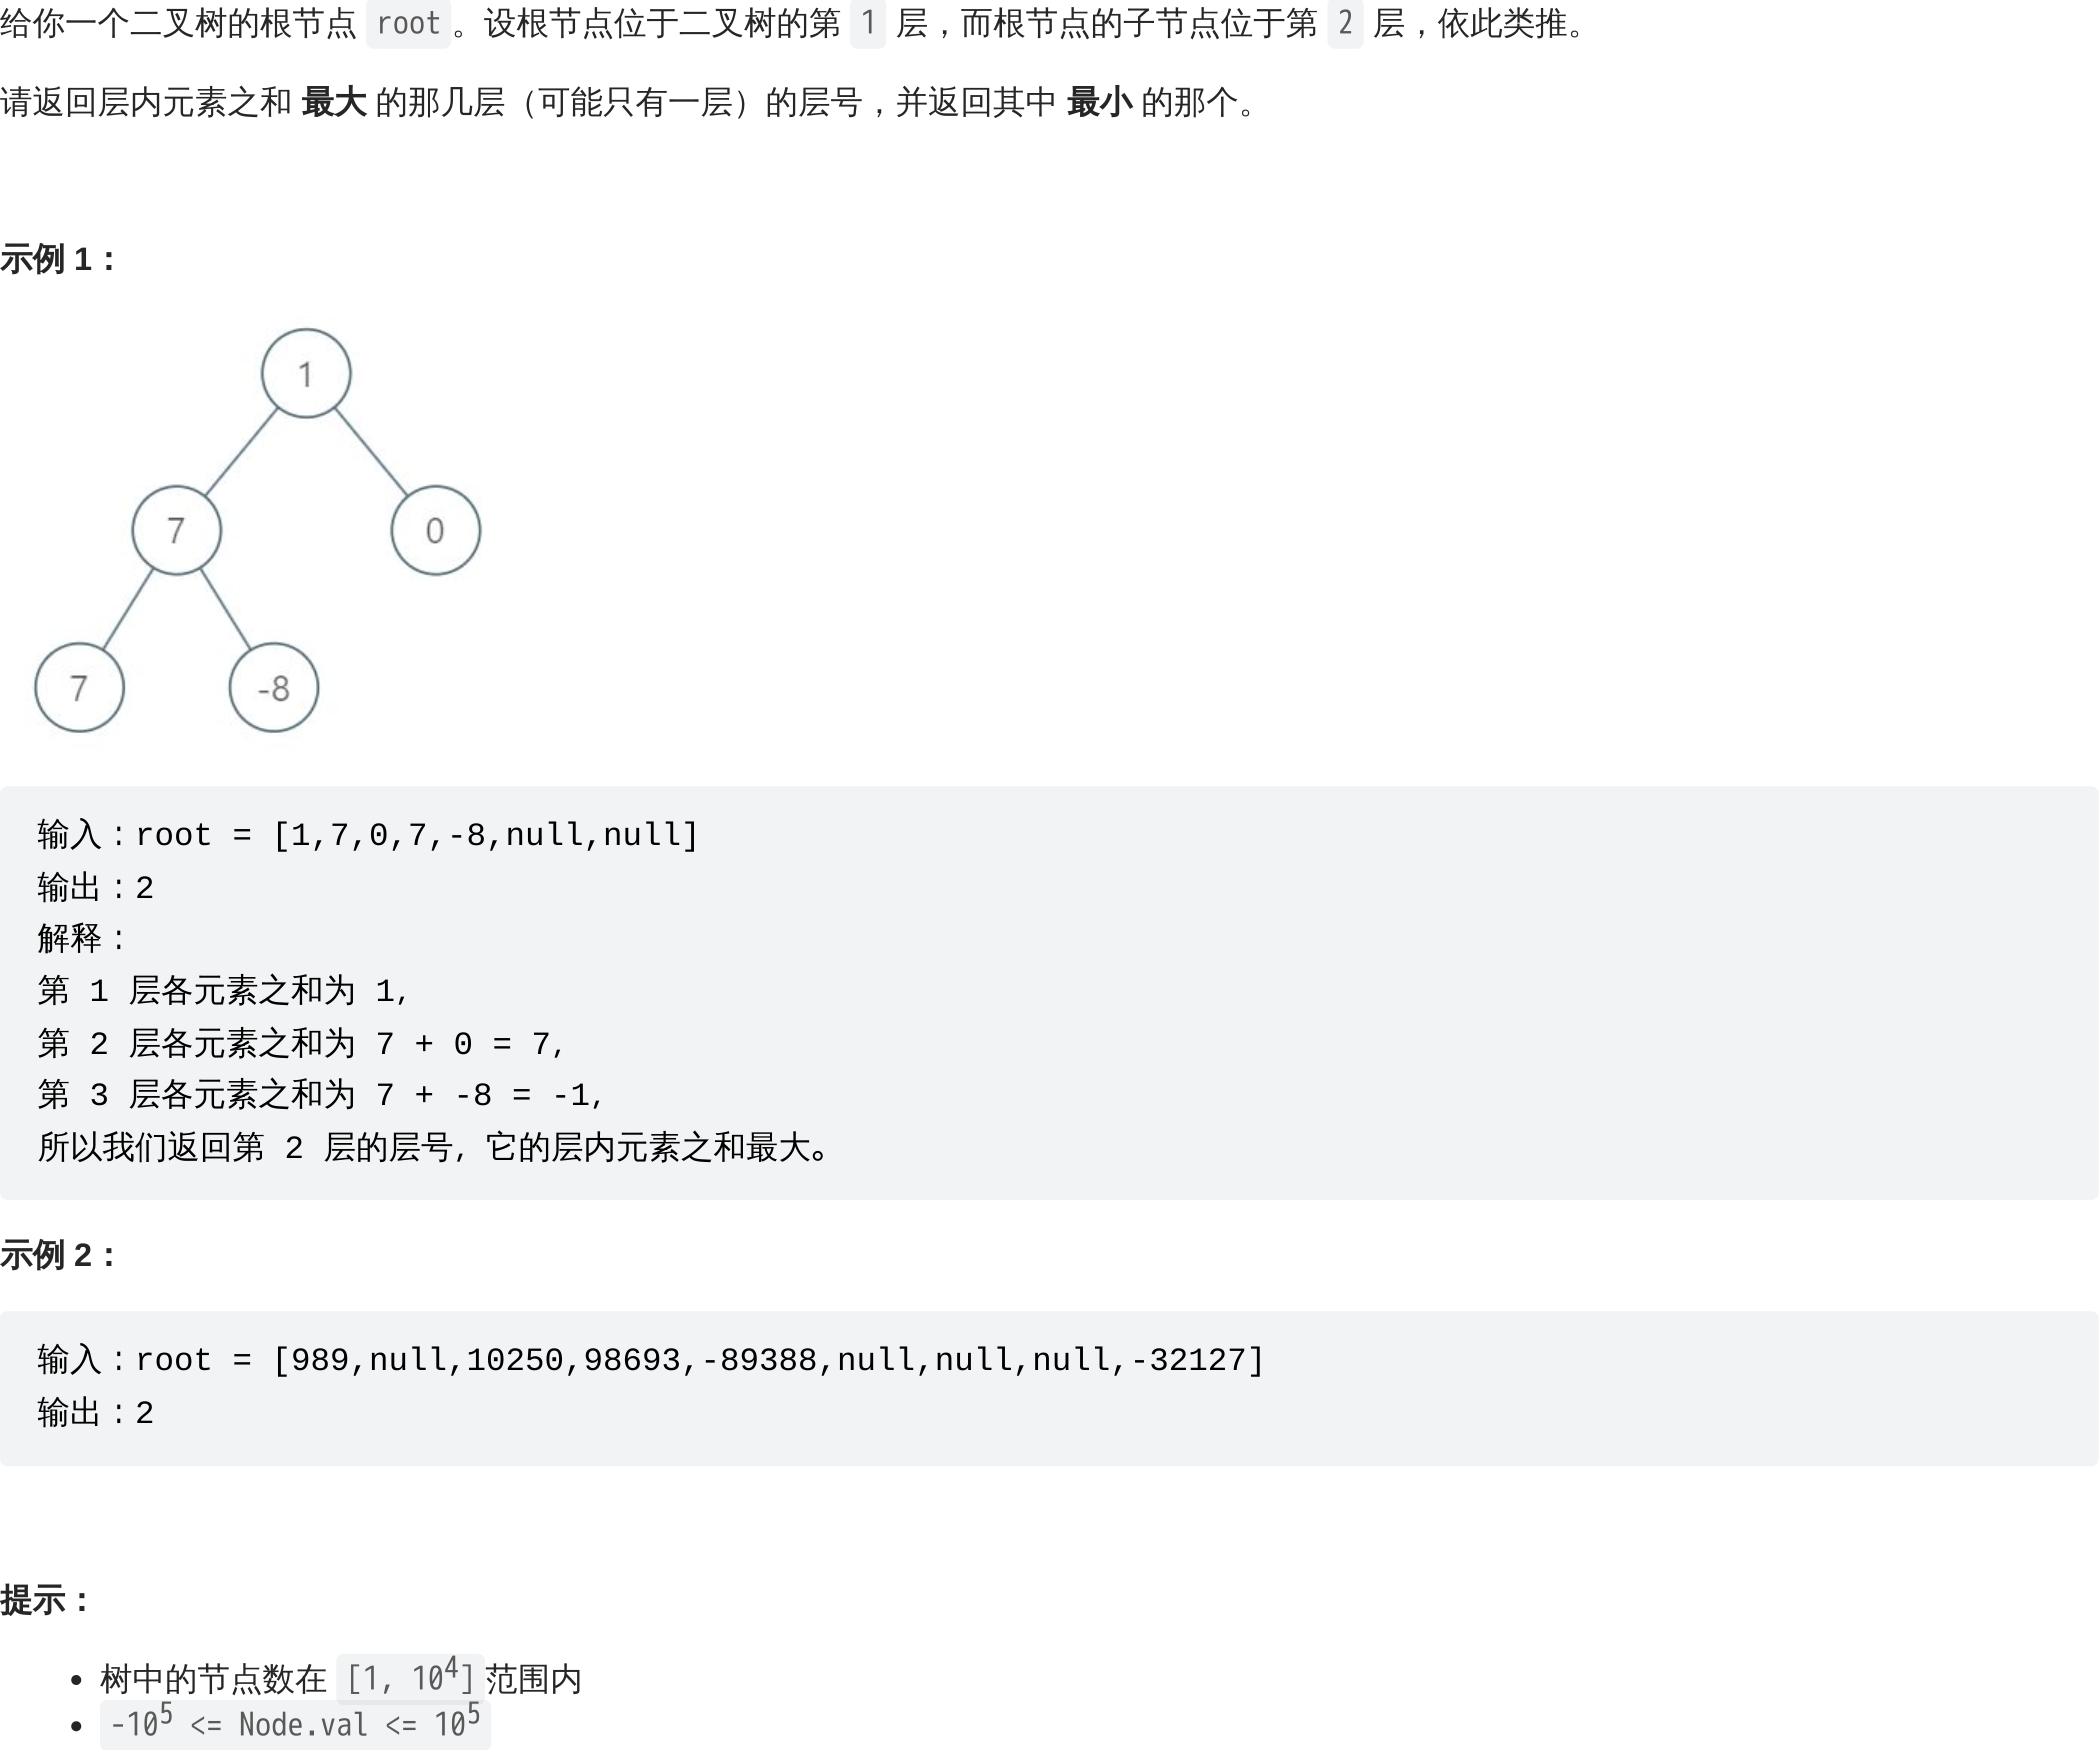 给你一个二叉树的根节点 root。设根节点位于二叉树的第 1 层，而根节点的子节点位于第 2 层，依此类推。
请返回层内元素之和 最大 的那几层（可能只有一层）的层号，并返回其中 最小 的那个。
示例 1：
1
7
0
7
-8
输入：root = [1,7,0,7,-8,null,null]
输出：2
解释：
第 1 层各元素之和为 1,
第 2 层各元素之和为 7 + 0 = 7,
第 3 层各元素之和为 7 + -8 = -1,
所以我们返回第 2 层的层号, 它的层内元素之和最大。
示例 2：
输入：root = [989,null,10250,98693,-89388,null,null,null,-32127]
输出：2
提示：
• 树中的节点数在 [1, 10⁴]范围内
• -10⁵ <= Node.val <= 10⁵